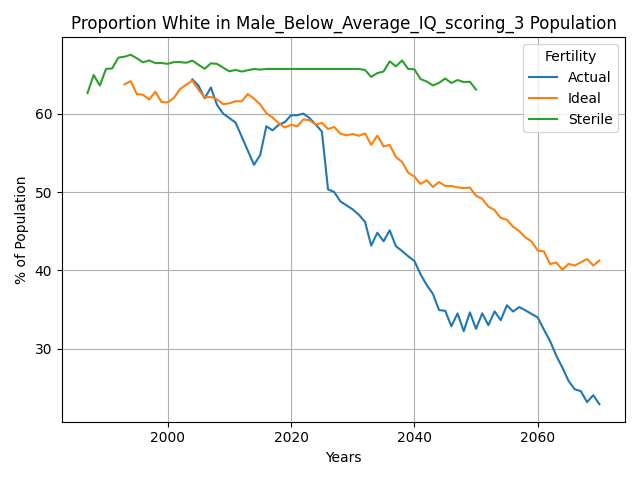 Proportion White in Male_Below_Average_IQ_scoring_3 Population
Fertility
Actual
Ideal
Sterile
% of Population
60
50
40
30
2000
2020
2040
2060
Years